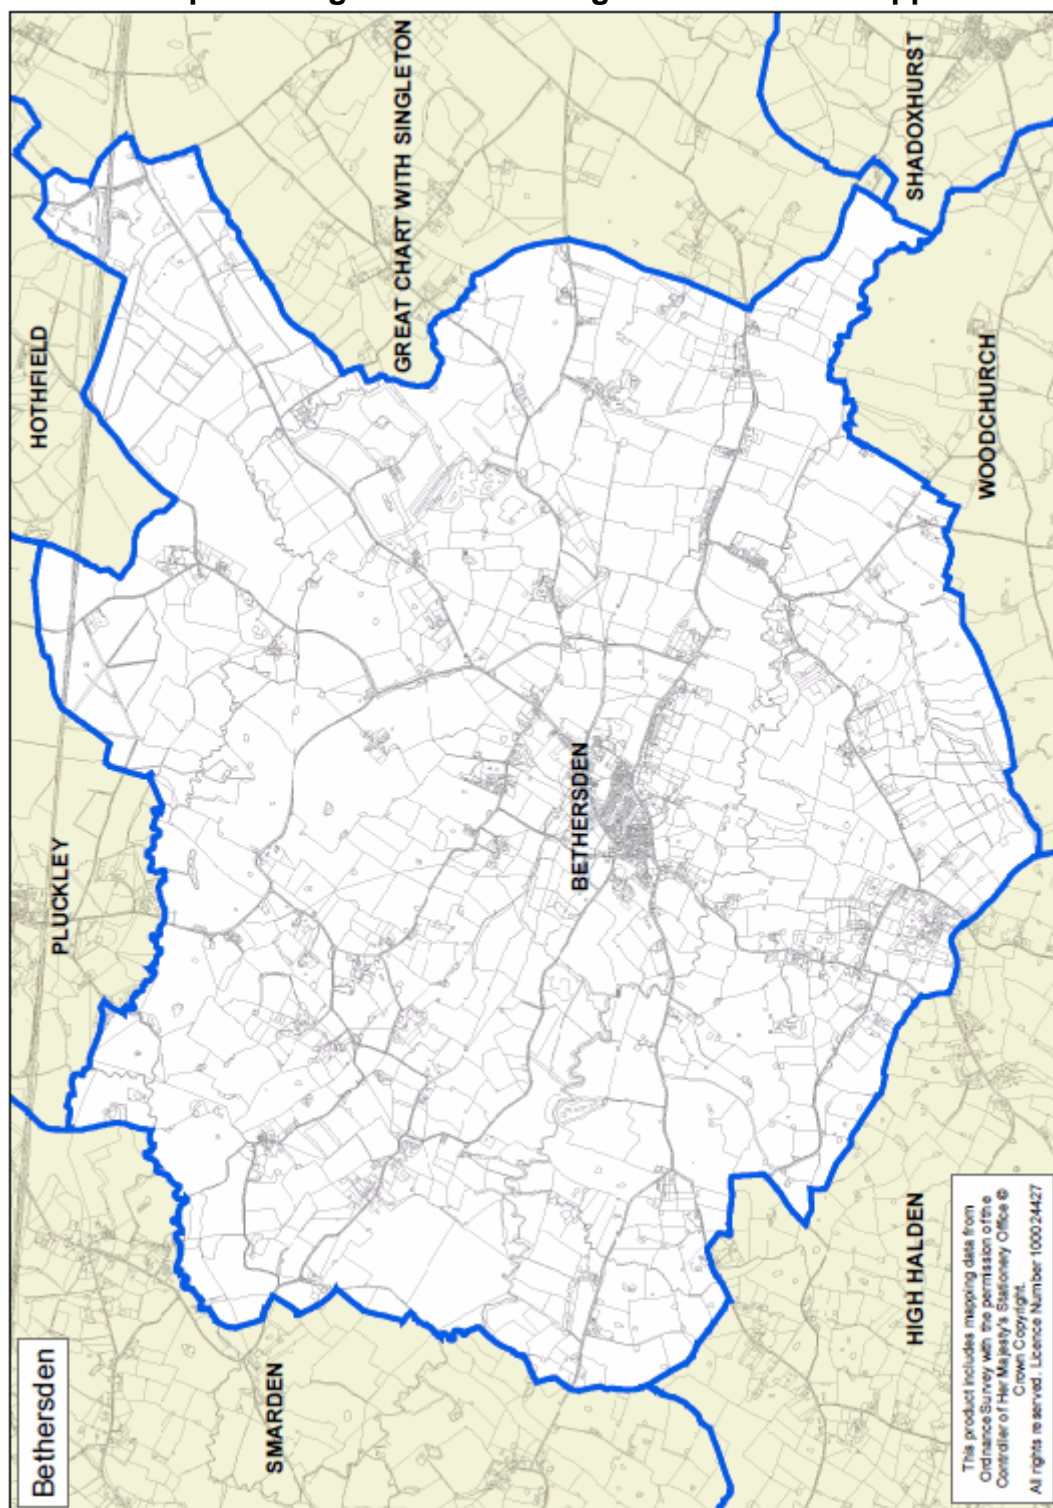 Bethersden
HOTHFIELD
PLUCKLEY
SMARDEN
GREAT CHART WITH SINGLETON
BETHERSDEN
SHADOXHURST
HIGH HALDEN
WOODCHURCH
This product includes mapping data from
Ordnance Survey with the permission of the
Controller of Her Majesty's Stationery Office ©
Crown Copyright.
All rights reserved. Licence Number 100024427